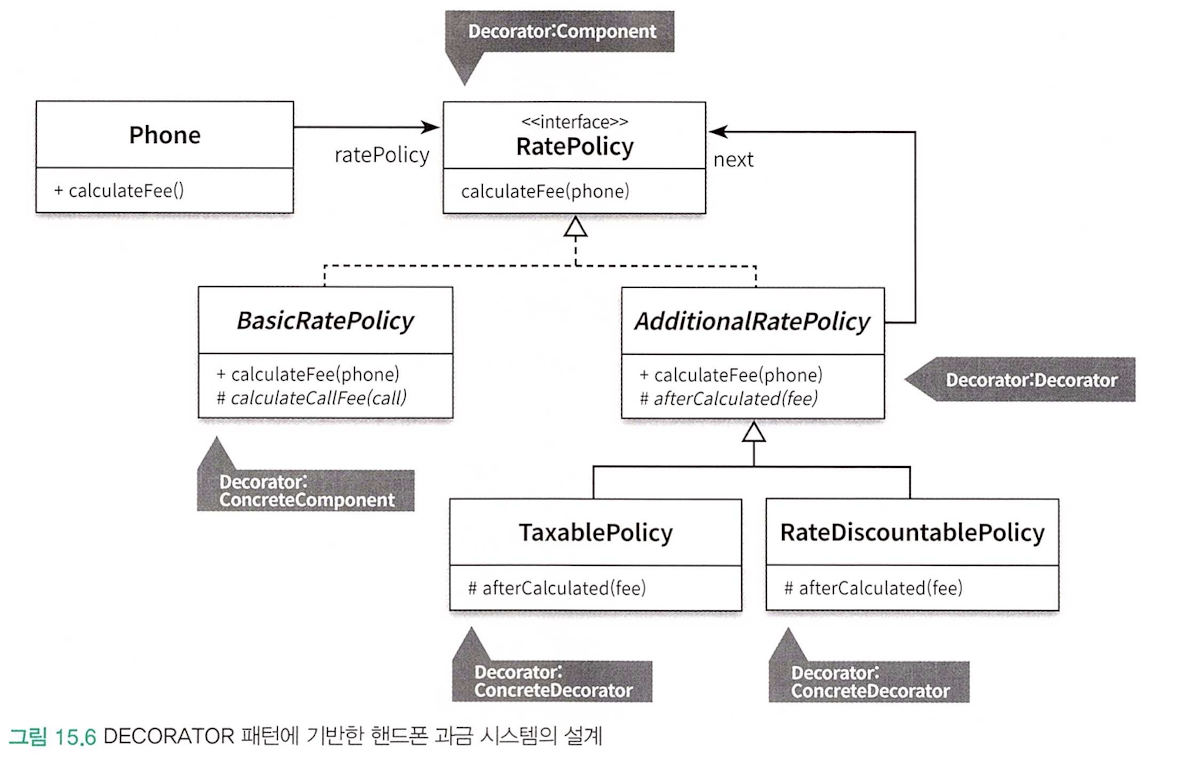 Decorator:Component
Phone
+ calculateFee()
ratePolicy
<<interface>>
RatePolicy
calculateFee(phone)
next
BasicRatePolicy
+ calculateFee(phone)
# calculateCallFee(call)
AdditionalRatePolicy
+ calculateFee(phone)
# afterCalculated(fee)
Decorator:Decorator
Decorator:
ConcreteComponent
TaxablePolicy
# afterCalculated(fee)
RateDiscountablePolicy
# afterCalculated(fee)
Decorator:
ConcreteDecorator
Decorator:
ConcreteDecorator
그림 15.6 DECORATOR 패턴에 기반한 핸드폰 과금 시스템의 설계